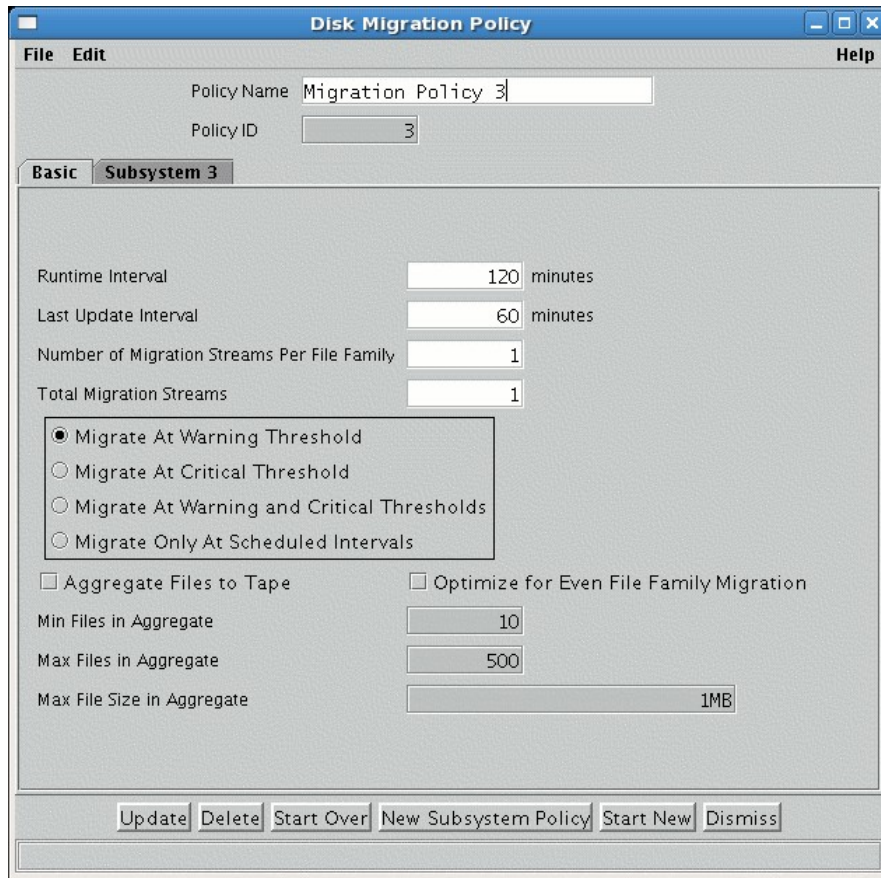 Disk Migration Policy
File Edit Help
Policy Name Migration Policy 3
Policy ID 3
Basic Subsystem 3
Runtime Interval 120 minutes
Last Update Interval 60 minutes
Number of Migration Streams Per File Family 1
Total Migration Streams 1
Migrate At Warning Threshold
Migrate At Critical Threshold
Migrate At Warning and Critical Thresholds
Migrate Only At Scheduled Intervals
Aggregate Files to Tape Optimize for Even File Family Migration
Min Files in Aggregate 10
Max Files in Aggregate 500
Max File Size in Aggregate 1MB
Update Delete Start Over New Subsystem Policy Start New Dismiss